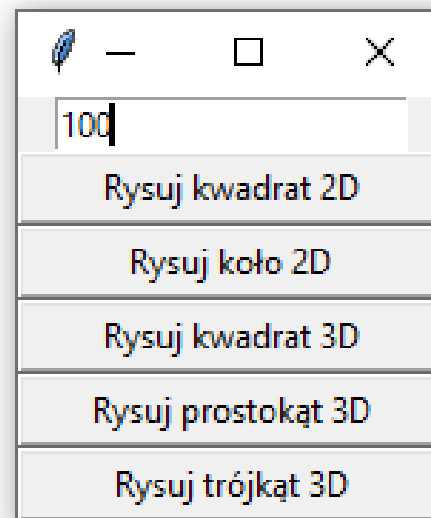 100
Rysuj kwadrat 2D
Rysuj koło 2D
Rysuj kwadrat 3D
Rysuj prostokąt 3D
Rysuj trójkąt 3D